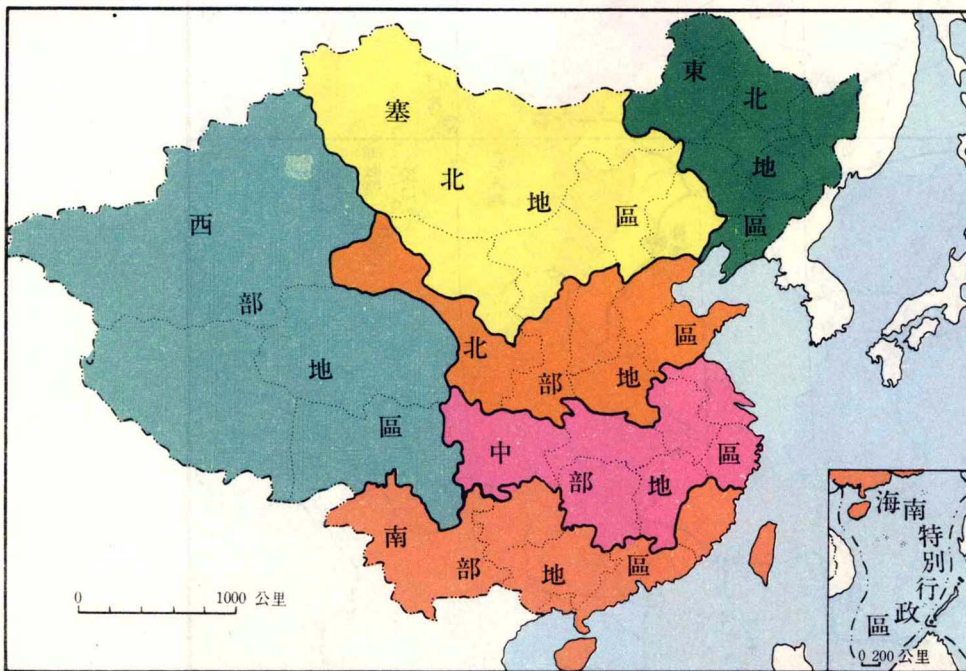 東北地區
塞北地區
西部地區
北部地區
中部地區
南部地區
0 1000 公里
海南特別行政區
0 200 公里